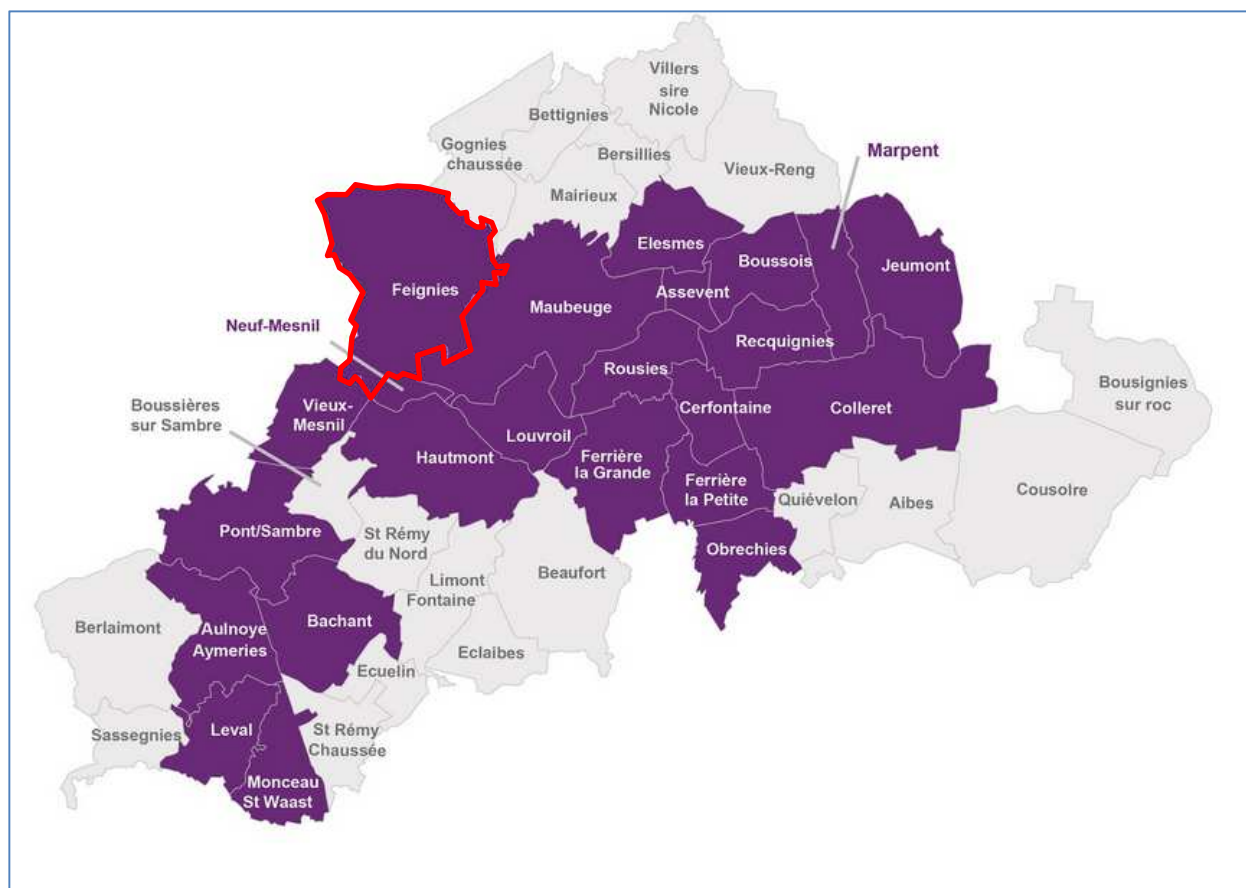 Villers
sire
Nicole
Bettignies
Gognies
chaussée
Bersillies
Marpent
Vieux-Reng
Mairieux
Elesmes
Boussois
Jeumont
Feignies
Assevent
Maubeuge
Neuf-Mesnil
Recquignies
Rousies
Bousignies
sur roc
Boussières
sur Sambre
Vieux-
Mesnil
Cerfontaine
Colleret
Louvroil
Hautmont
Ferrière
la Grande
Ferrière
la Petite
Quiévelon
Aibes
Cousolre
Pont/Sambre
St Rémy
du Nord
Obrechies
Beaufort
Limont
Fontaine
Berlaimont
Aulnoye
Aymeries
Bachant
Eclaibes
Ecuelin
Sassegnies
Leval
St Rémy
Chaussée
Monceau
St Waast